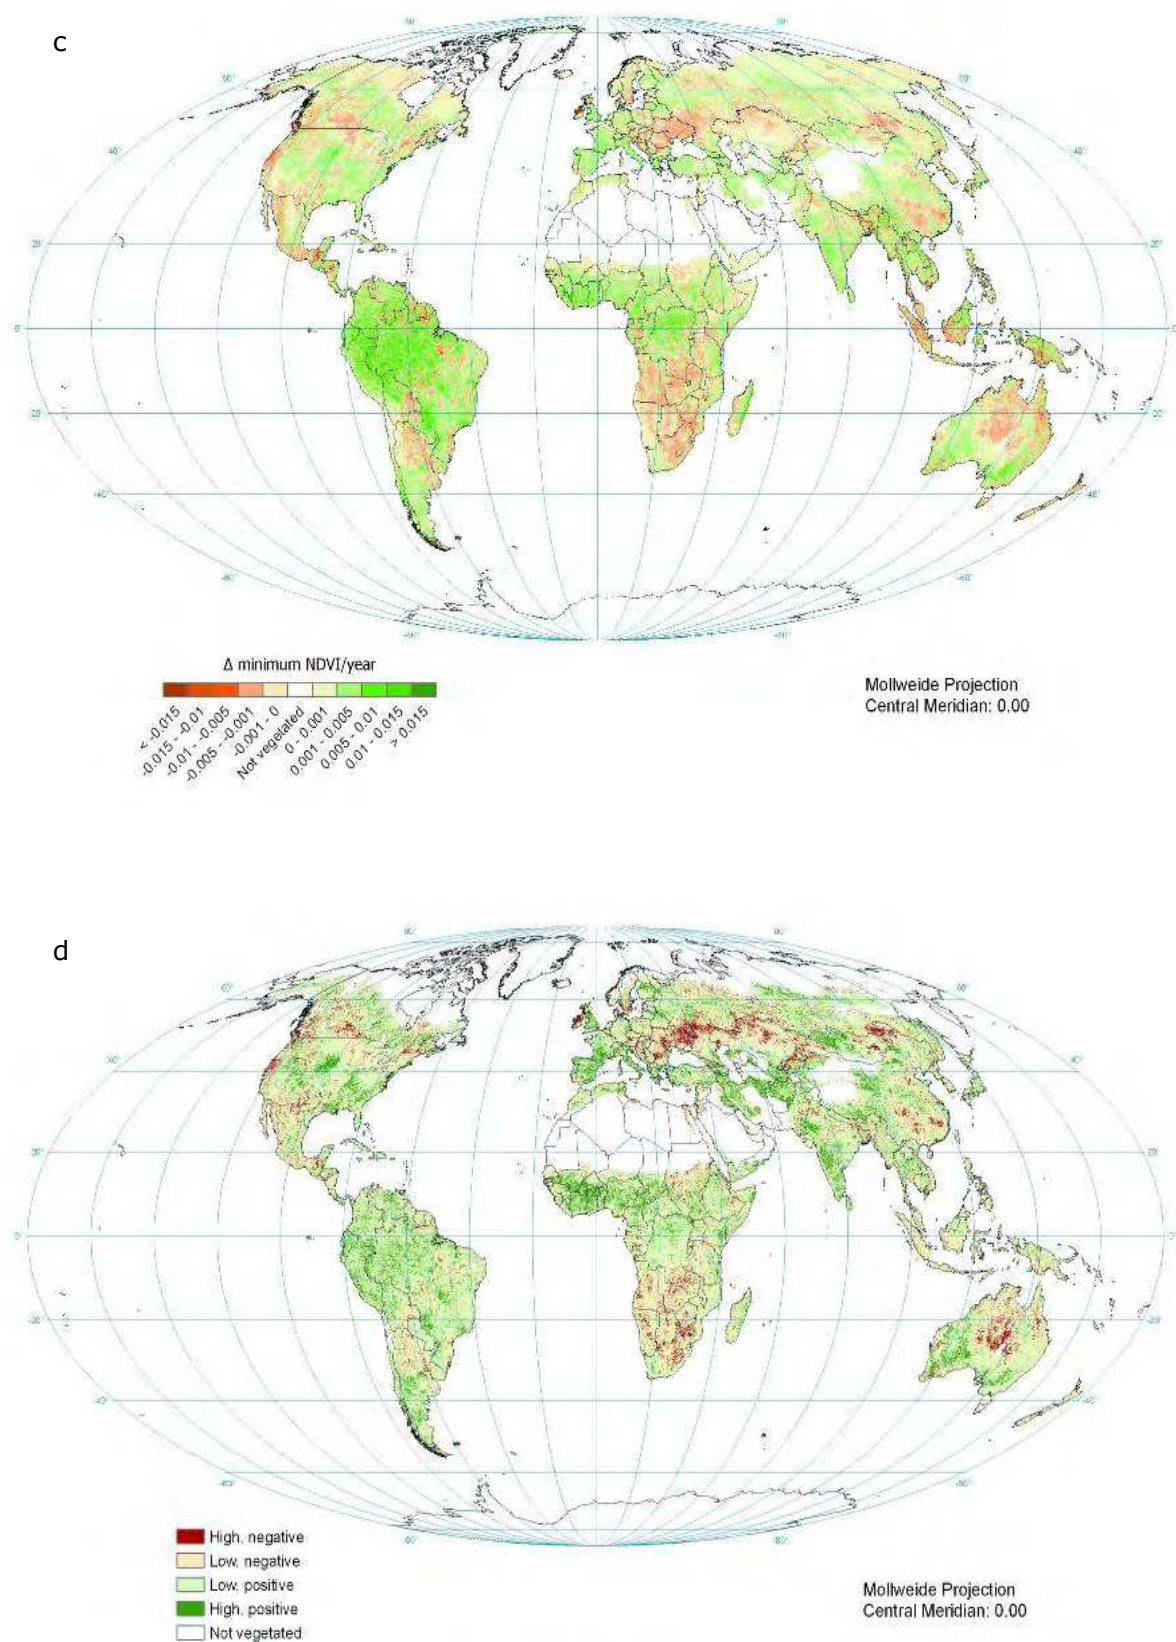 c
Δ minimum NDVI/year
< -0.015
-0.015 - -0.01
-0.01 - -0.005
-0.005 - -0.001
-0.001 - 0
Not vegetated
0 - 0.001
0.001 - 0.005
0.005 - 0.01
0.01 - 0.015
> 0.015
Mollweide Projection
Central Meridian: 0.00
d
High, negative
Low, negative
Low, positive
High, positive
Not vegetated
Mollweide Projection
Central Meridian: 0.00